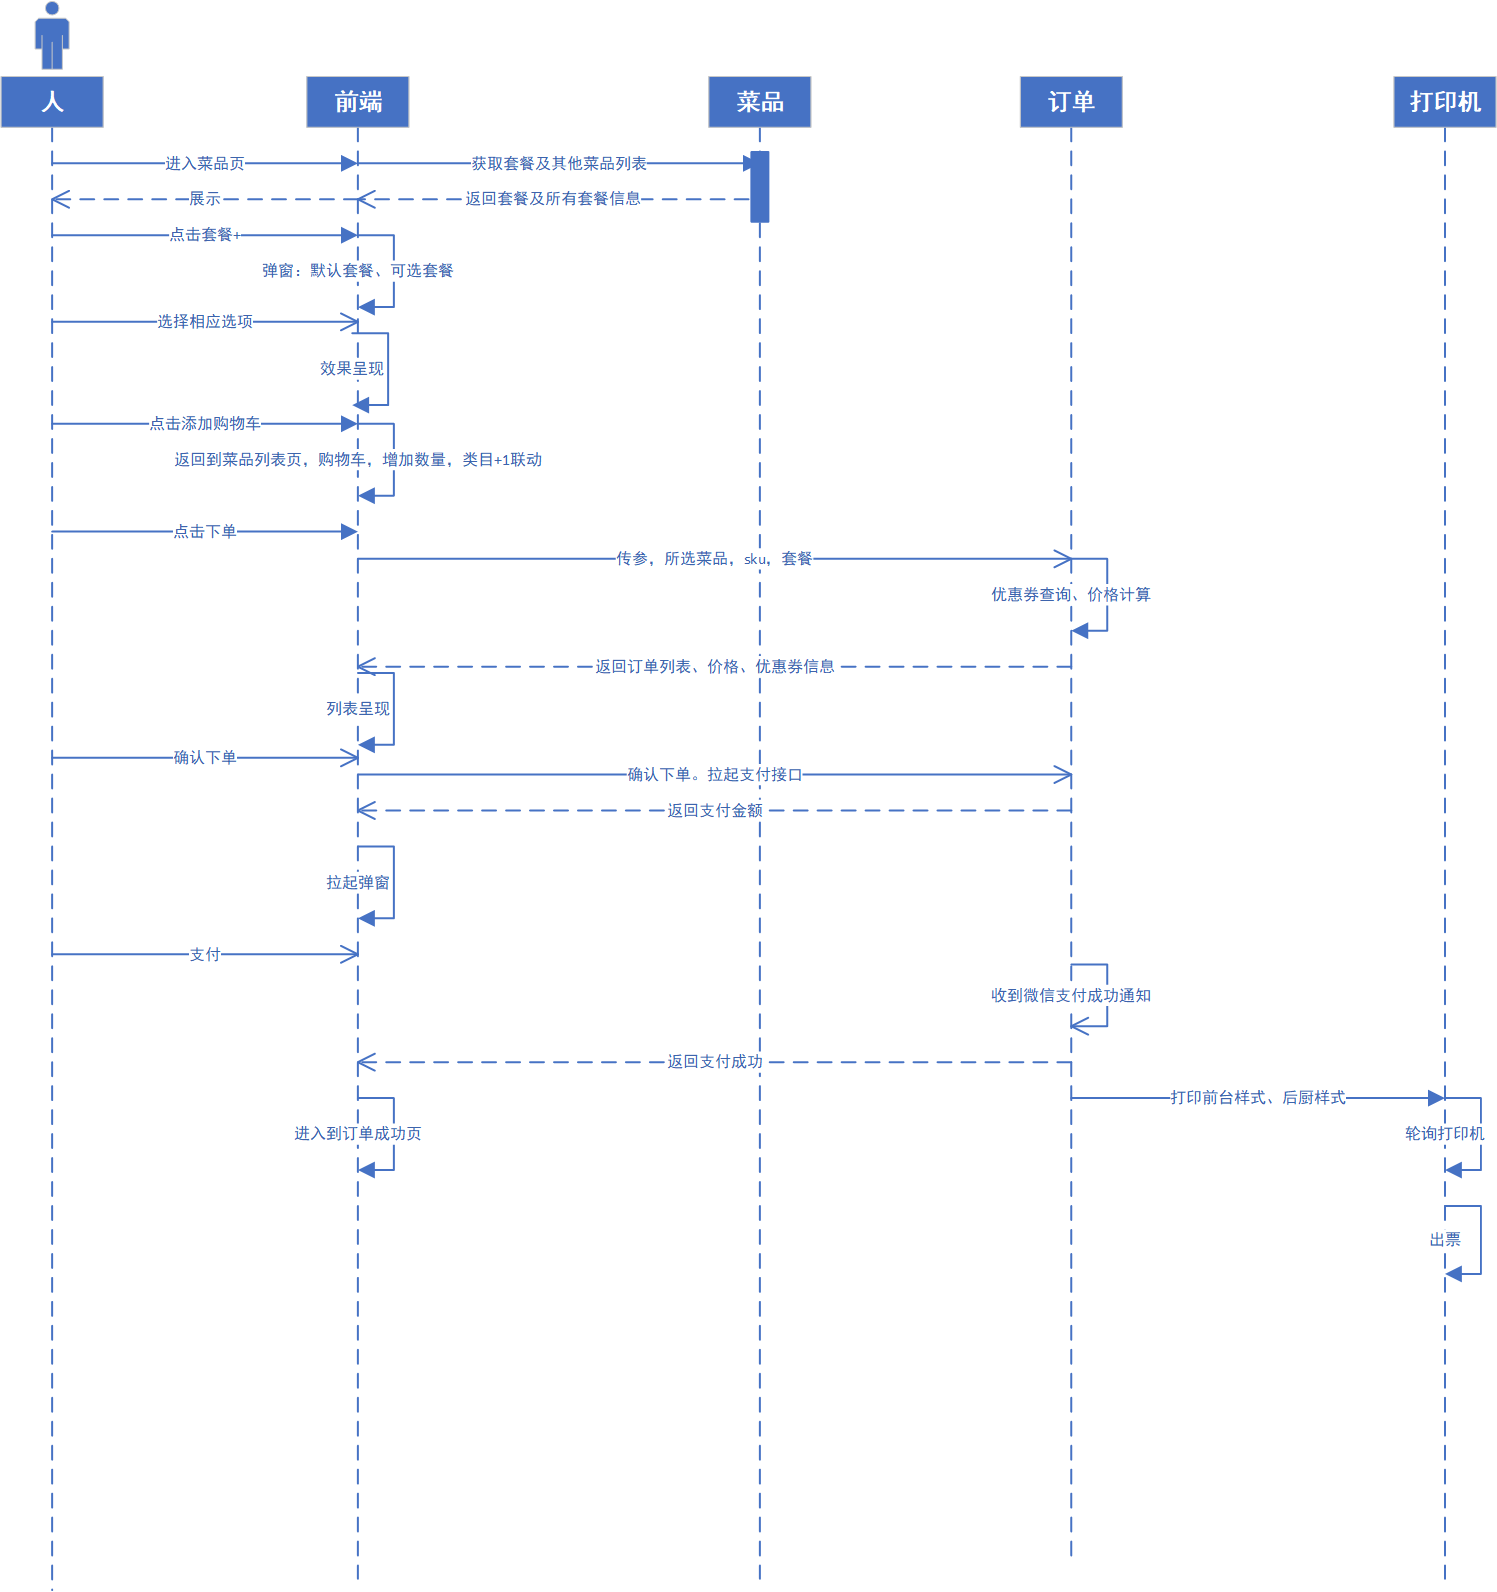 人
前端
菜品
订单
打印机
进入菜品页
获取套餐及其他菜品列表
展示
返回套餐及所有套餐信息
点击套餐+
弹窗：默认套餐、可选套餐
选择相应选项
效果呈现
点击添加购物车
返回到菜品列表页，购物车，增加数量，类目+1联动
点击下单
传参，所选菜品，sku，套餐
优惠券查询、价格计算
返回订单列表、价格、优惠券信息
列表呈现
确认下单
确认下单。拉起支付接口
返回支付金额
拉起弹窗
支付
收到微信支付成功通知
返回支付成功
打印前台样式、后厨样式
进入到订单成功页
轮询打印机
出票